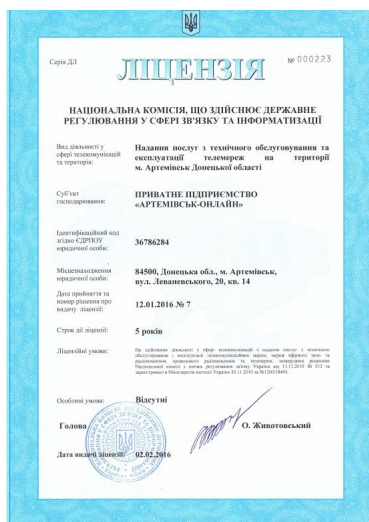 Серія ДЛ
№ 000223
ЛІЦЕНЗІЯ
НАЦІОНАЛЬНА КОМІСІЯ, ЩО ЗДІЙСНЮЄ ДЕРЖАВНЕ
РЕГУЛЮВАННЯ У СФЕРІ ЗВ'ЯЗКУ ТА ІНФОРМАТИЗАЦІЇ
Вид діяльності у
сфері телекомунікацій
та територія:
Надання послуг з технічного обслуговування та
експлуатації телемереж на території
м. Артемівськ Донецької області
Суб'єкт
господарювання:
ПРИВАТНЕ ПІДПРИЄМСТВО
«АРТЕМІВСЬК-ОНЛАЙН»
Ідентифікаційний код
згідно ЄДРПОУ
юридичної особи:
36786284
Місцезнаходження
юридичної особи:
84500, Донецька обл., м. Артемівськ,
вул. Леваневського, 20, кв. 14
Дата прийняття та
номер рішення про
видачу ліцензії:
12.01.2016 № 7
Строк дії ліцензії:
5 років
Ліцензійні умови:
Особливі умови:
Відсутні
Голова
О. Животовський
Дата видачі ліцензії:
02.02.2016